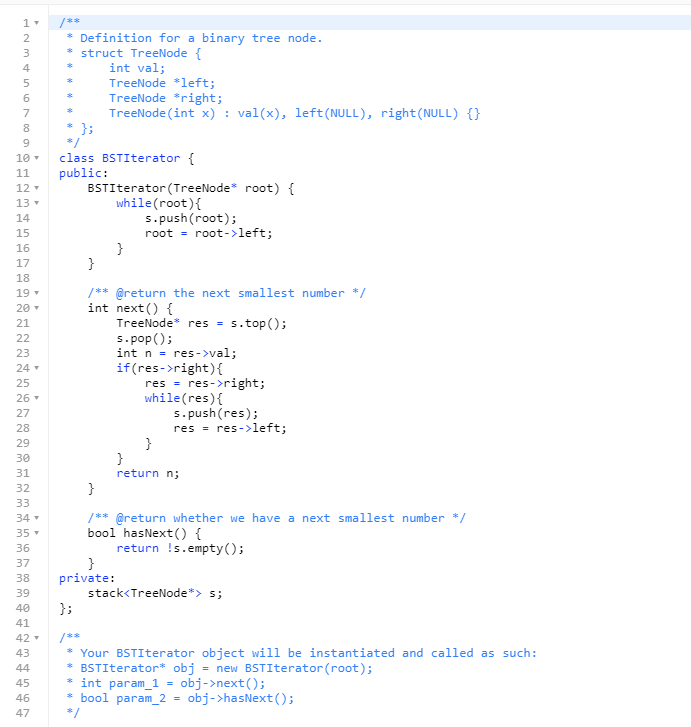 1 /**
2  * Definition for a binary tree node.
3  * struct TreeNode {
4  *     int val;
5  *     TreeNode *left;
6  *     TreeNode *right;
7  *     TreeNode(int x) : val(x), left(NULL), right(NULL) {}
8  * };
9  */
10 class BSTIterator {
11 public:
12     BSTIterator(TreeNode* root) {
13         while(root){
14             s.push(root);
15             root = root->left;
16         }
17     }
18
19     /** @return the next smallest number */
20     int next() {
21         TreeNode* res = s.top();
22         s.pop();
23         int n = res->val;
24         if(res->right){
25             res = res->right;
26             while(res){
27                 s.push(res);
28                 res = res->left;
29             }
30         }
31         return n;
32     }
33
34     /** @return whether we have a next smallest number */
35     bool hasNext() {
36         return !s.empty();
37     }
38 private:
39     stack<TreeNode*> s;
40 };
41
42 /**
43  * Your BSTIterator object will be instantiated and called as such:
44  * BSTIterator* obj = new BSTIterator(root);
45  * int param_1 = obj->next();
46  * bool param_2 = obj->hasNext();
47  */